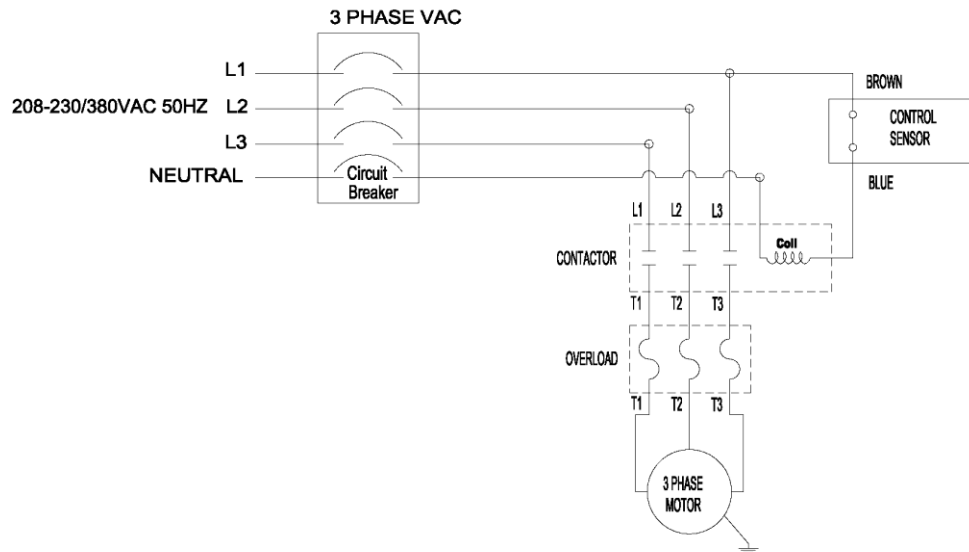 3 PHASE VAC
L1
208-230/380VAC 50HZ L2
L3
NEUTRAL
Circuit
Breaker
BROWN
CONTROL
SENSOR
BLUE
L1 L2 L3
Coil
CONTACTOR
T1 T2 T3
OVERLOAD
T1 T2 T3
3 PHASE
MOTOR